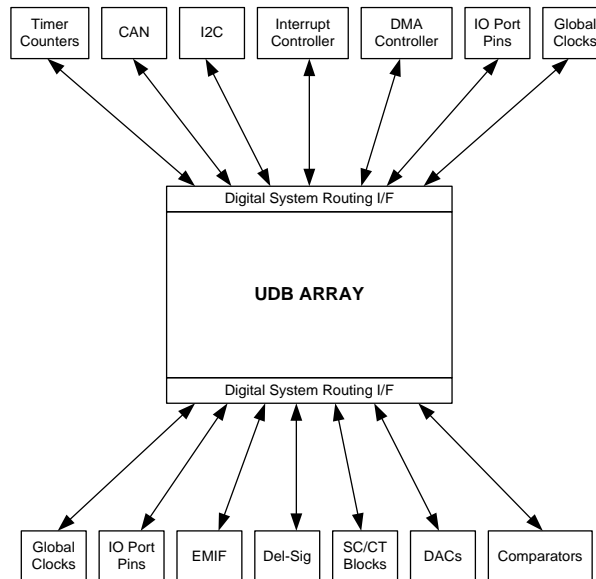 Timer
Counters
CAN
I2C
Interrupt
Controller
DMA
Controller
IO Port
Pins
Global
Clocks
Digital System Routing I/F
UDB ARRAY
Digital System Routing I/F
Global
Clocks
IO Port
Pins
EMIF
Del-Sig
SC/CT
Blocks
DACs
Comparators